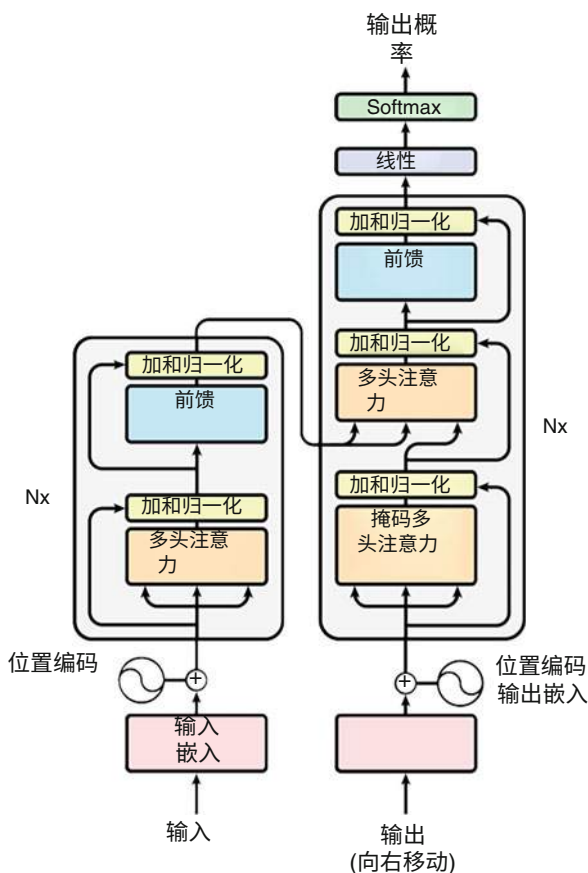 输出概
率
Softmax
线性
加和归一化
前馈
加和归一化
多头注意
力
Nx
加和归一化
掩码多
头注意力
加和归一化
前馈
Nx
加和归一化
多头注意
力
位置编码
位置编码
输出嵌入
输入
嵌入
输入
输出
(向右移动)